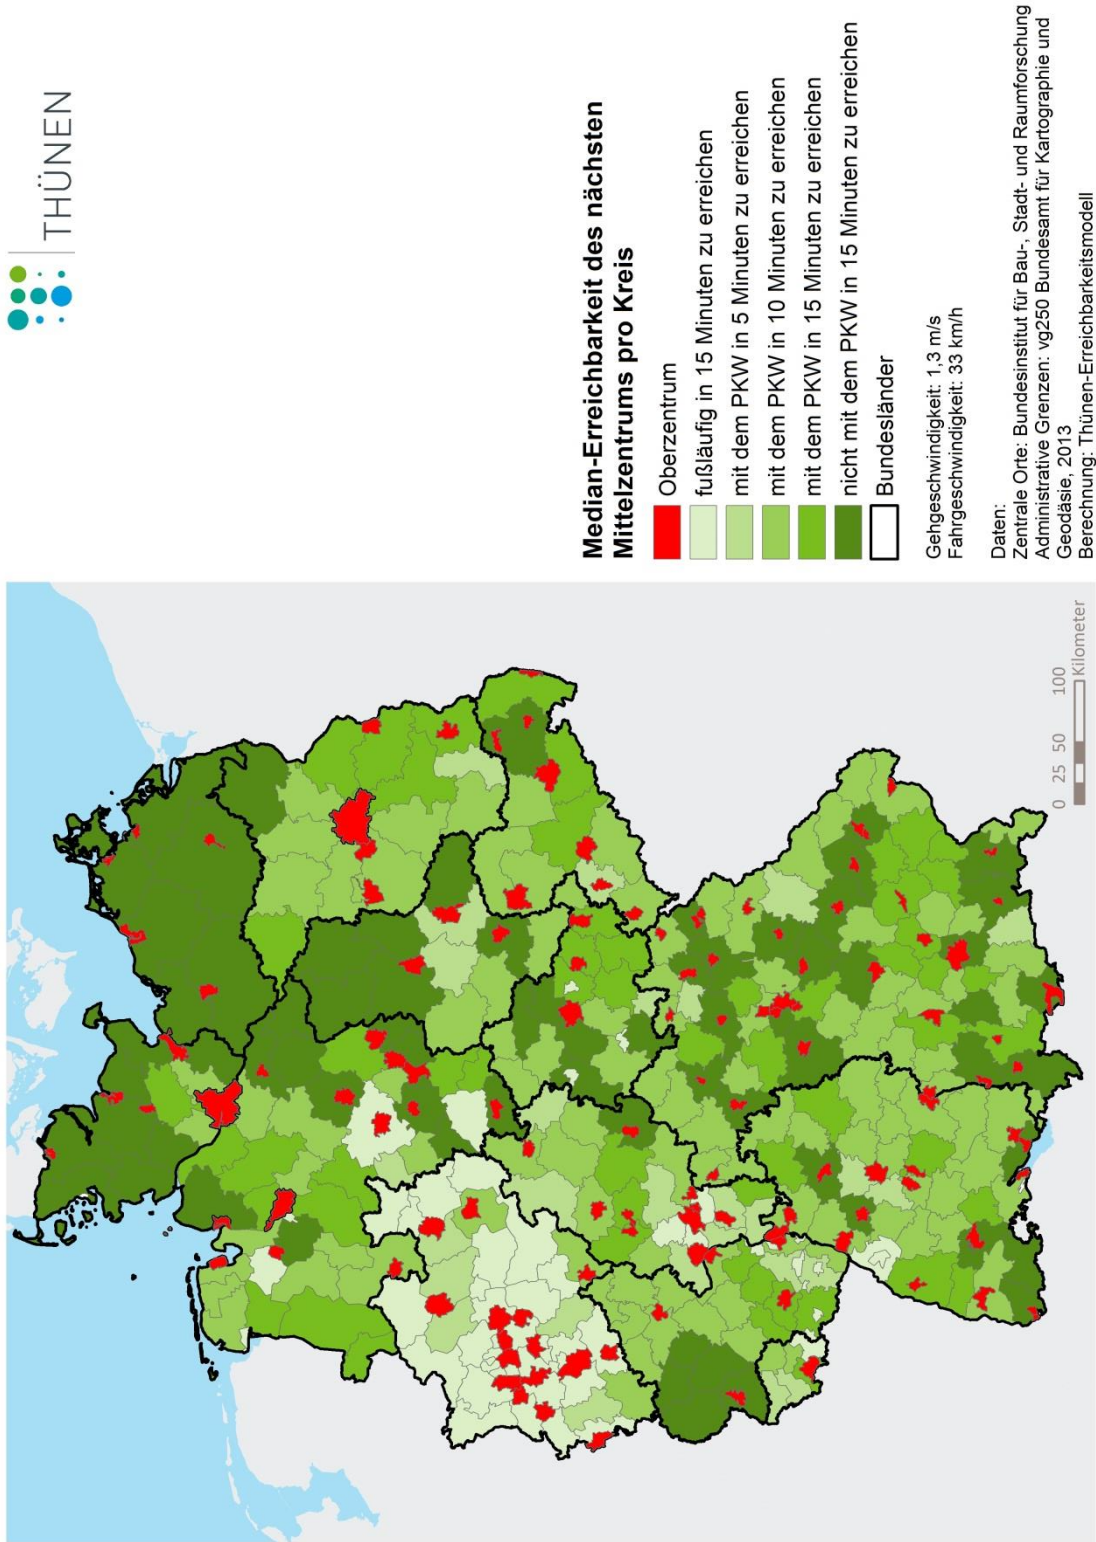 THÜNEN
Median-Erreichbarkeit des nächsten
Mittelzentrums pro Kreis
Oberzentrum
fußläufig in 15 Minuten zu erreichen
mit dem PKW in 5 Minuten zu erreichen
mit dem PKW in 10 Minuten zu erreichen
mit dem PKW in 15 Minuten zu erreichen
nicht mit dem PKW in 15 Minuten zu erreichen
Bundesländer
Gehgeschwindigkeit: 1,3 m/s
Fahrgeschwindigkeit: 33 km/h
Daten:
Zentrale Orte: Bundesinstitut für Bau-, Stadt- und Raumforschung
Administrative Grenzen: vg250 Bundesamt für Kartographie und
Geodäsie, 2013
Berechnung: Thünen-Erreichbarkeitsmodell
0 25 50 100
Kilometer